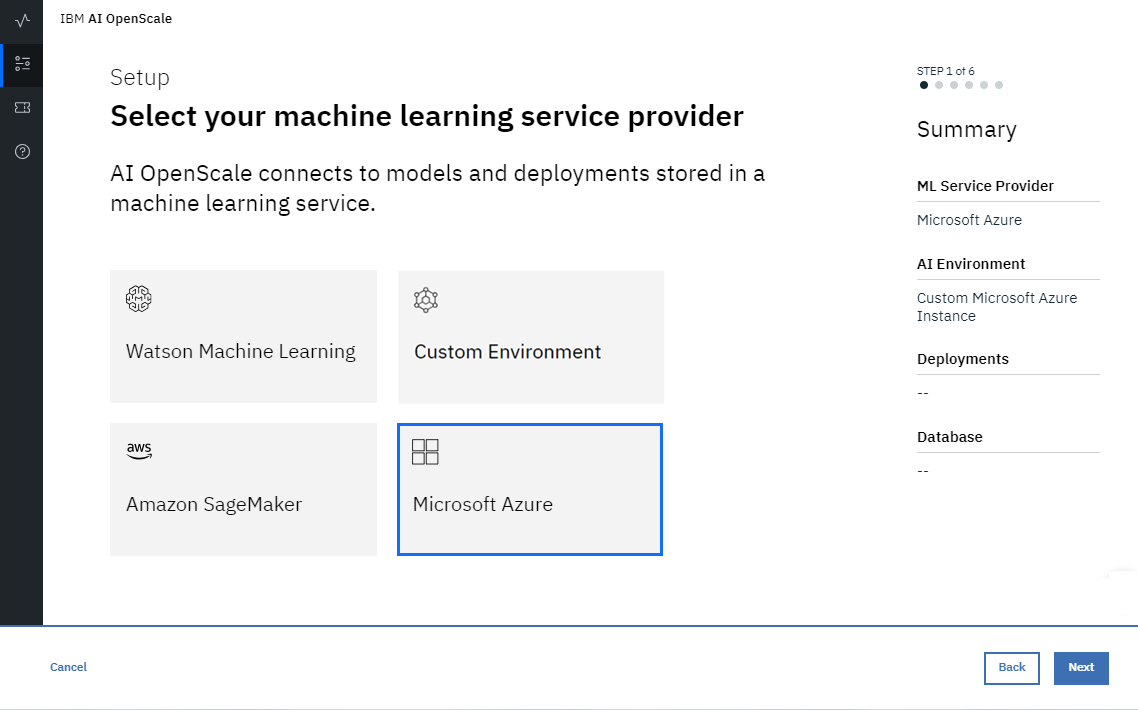 IBM AI OpenScale
Setup
Select your machine learning service provider
AI OpenScale connects to models and deployments stored in a
machine learning service.
Watson Machine Learning
Custom Environment
aws
Amazon SageMaker
Microsoft Azure
STEP 1 of 6
Summary
ML Service Provider
Microsoft Azure
AI Environment
Custom Microsoft Azure
Instance
Deployments
--
Database
--
Cancel
Back
Next